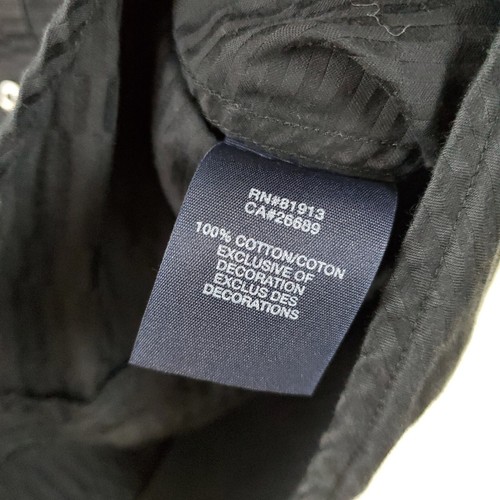 RN#81913
CA#26689
100% COTTON/COTON
EXCLUSIVE OF
DECORATION
EXCLUS DES
DECORATIONS